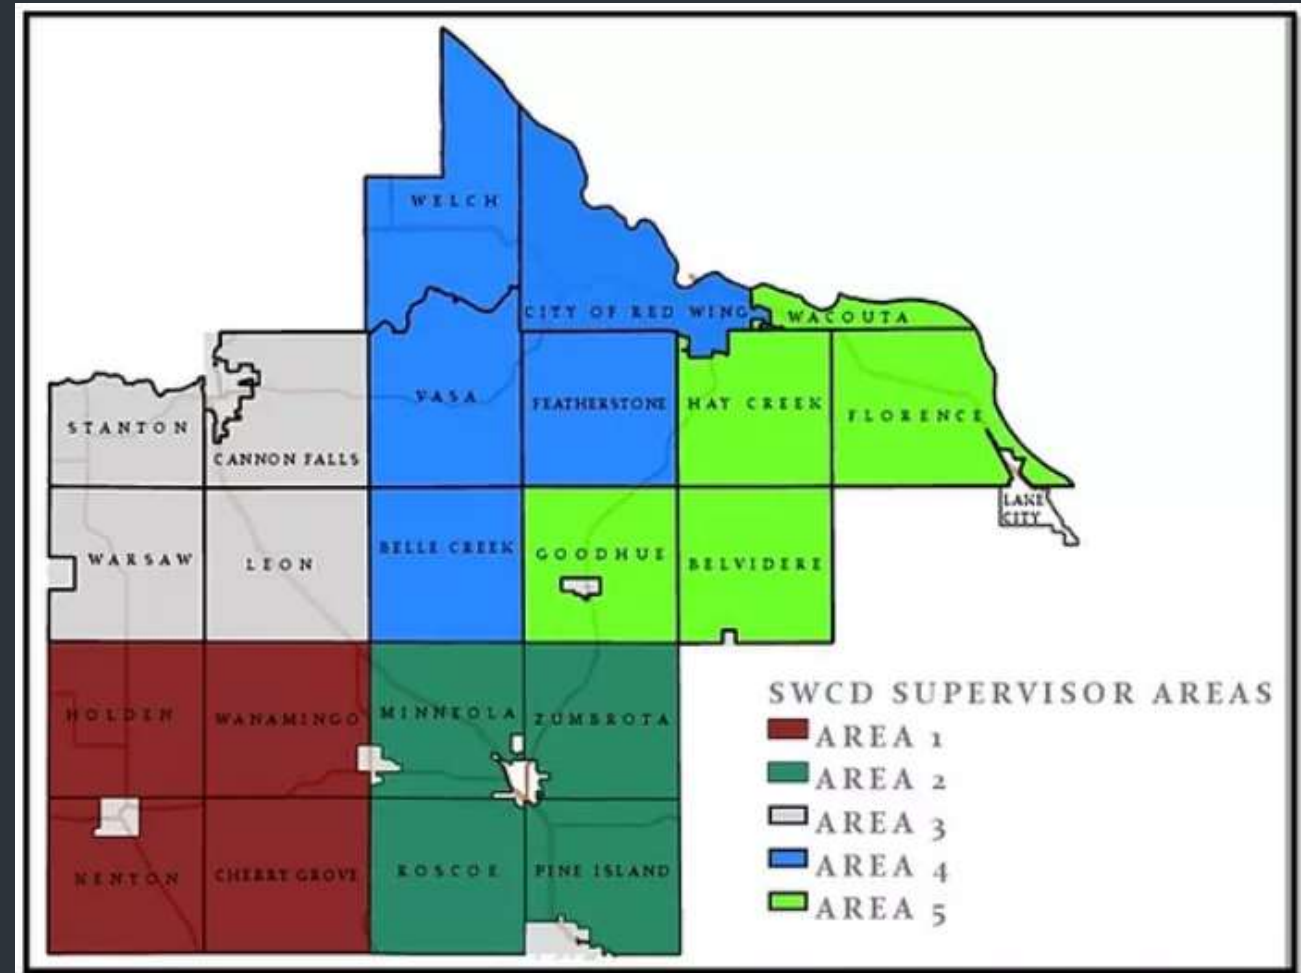 WELCH
CITY OF RED WING
WACOUTA
VASA
FEATHERSTONE
HAY CREEK
FLORENCE
STANTON
CANNON FALLS
LAKE
CITY
WARSAW
LEON
BELLE CREEK
GOODHUE
BELVIDERE
HOLDEN
WANAMINGO
MINNEOLA
ZUMBROTA
KENYON
CHERRY GROVE
ROSCOE
PINE ISLAND
SWCD SUPERVISOR AREAS
AREA 1
AREA 2
AREA 3
AREA 4
AREA 5